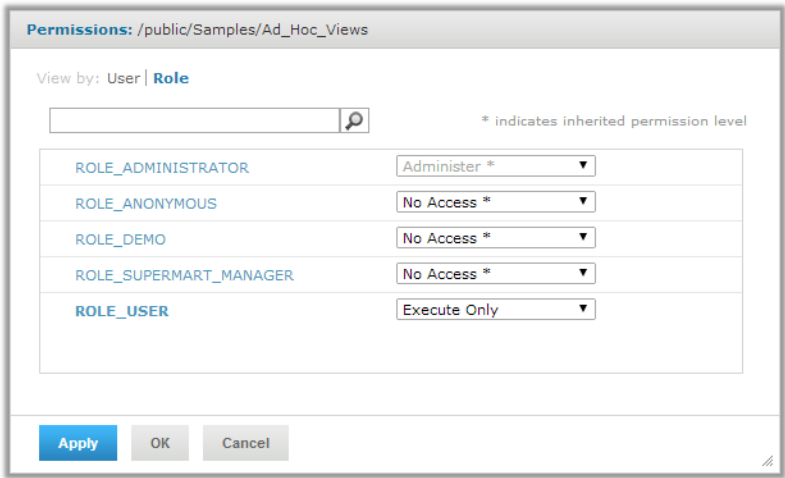 Permissions: /public/Samples/Ad_Hoc_Views
View by: User | Role
* indicates inherited permission level
ROLE_ADMINISTRATOR Administer *
ROLE_ANONYMOUS No Access *
ROLE_DEMO No Access *
ROLE_SUPERMART_MANAGER No Access *
ROLE_USER Execute Only
Apply OK Cancel